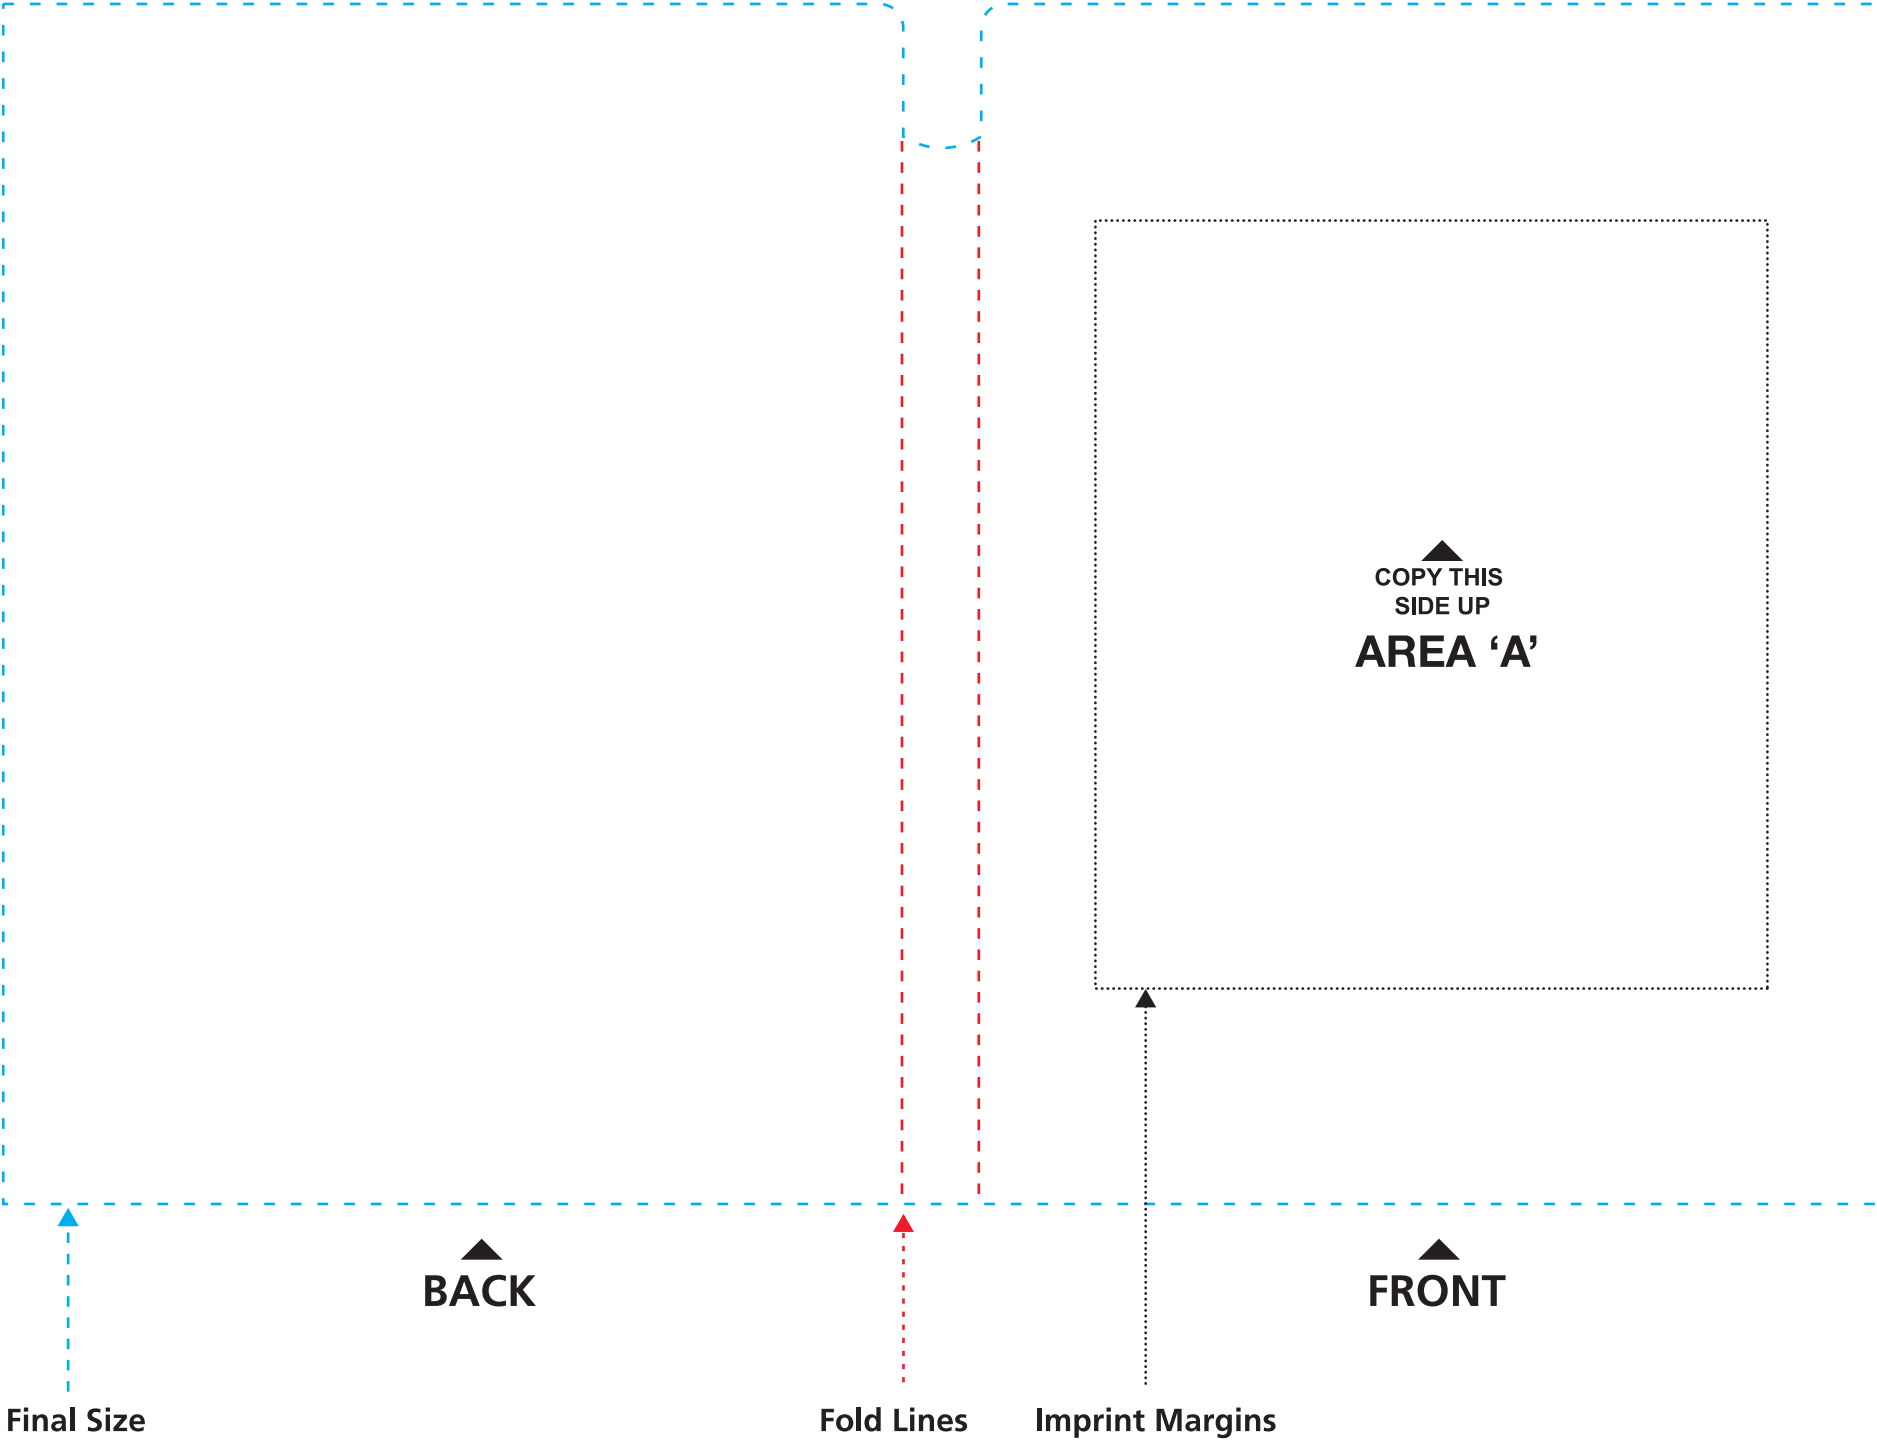 COPY THIS
SIDE UP
AREA ‘A’
BACK
FRONT
Final Size
Fold Lines
Imprint Margins